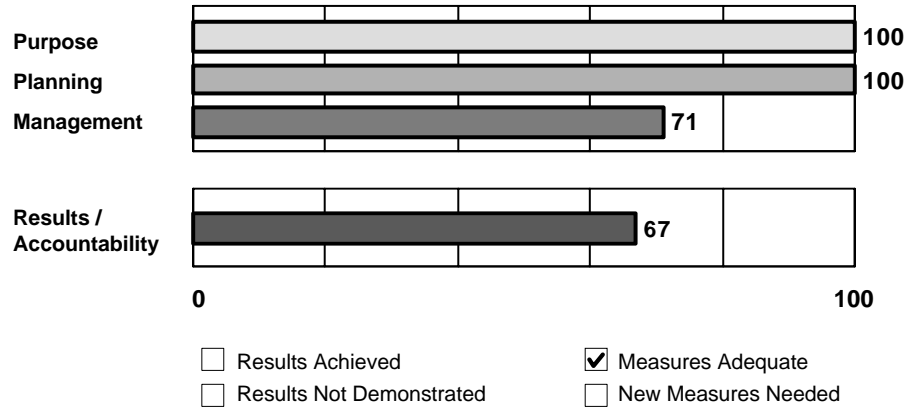 Purpose 100
Planning 100
Management 71
Results /
Accountability 67
0 100
Results Achieved Measures Adequate
Results Not Demonstrated New Measures Needed